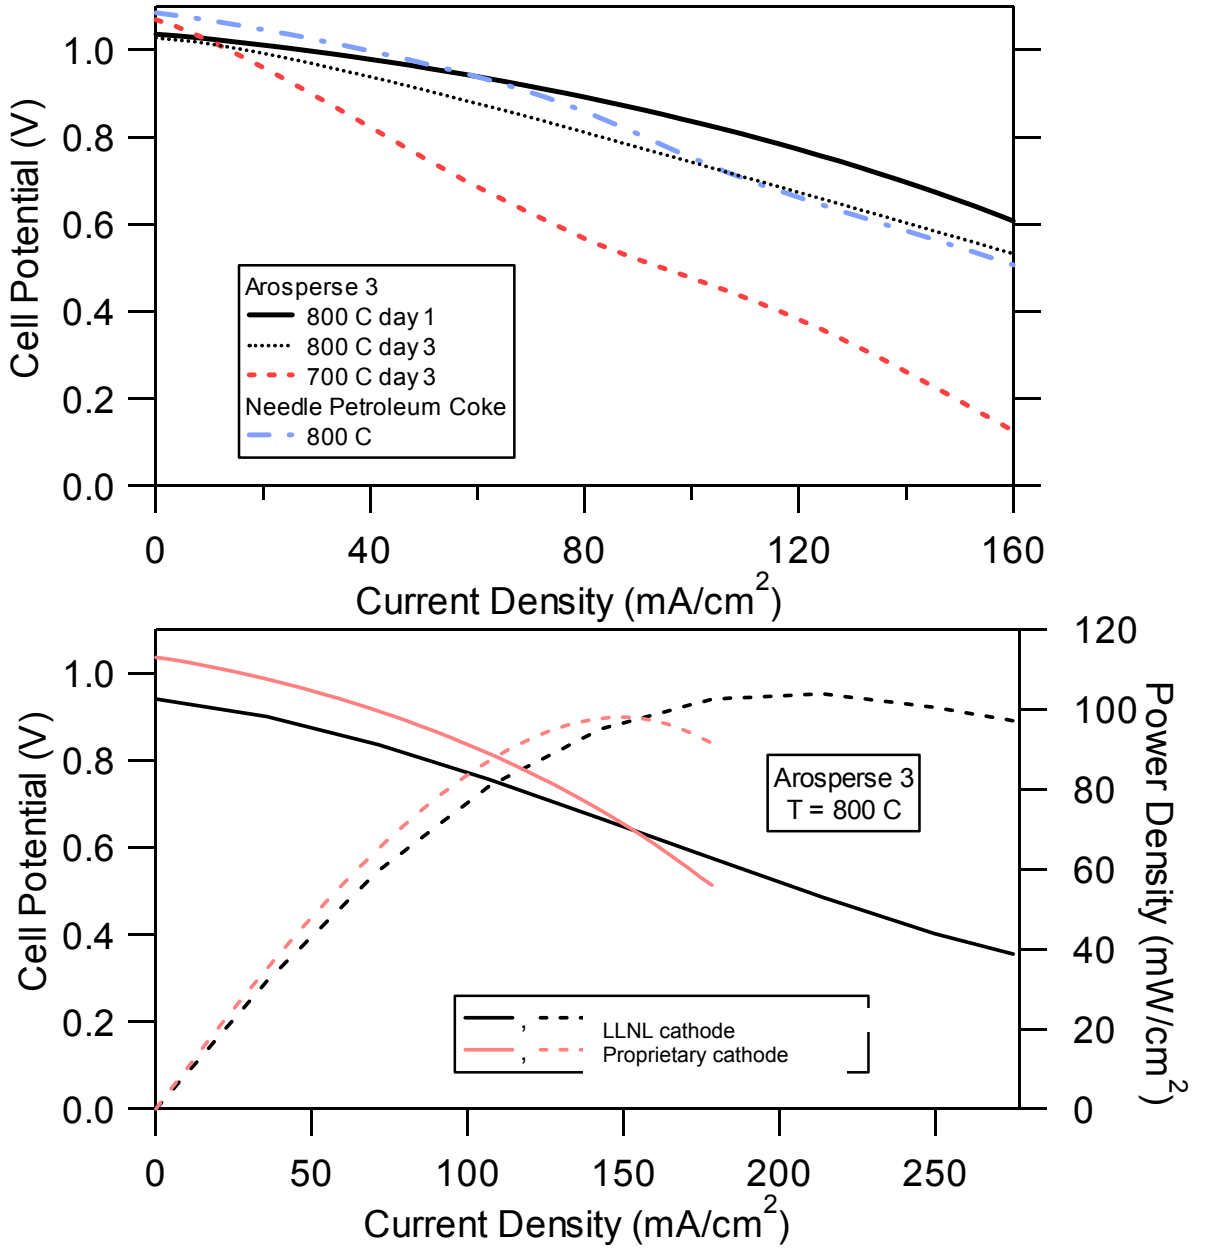 1.0
0.8
0.6
0.4
0.2
0.0
Cell Potential (V)
Arosperse 3
800 C day 1
800 C day 3
700 C day 3
Needle Petroleum Coke
800 C
0 40 80 120 160
Current Density (mA/cm²)
1.0
0.8
0.6
0.4
0.2
0.0
Cell Potential (V)
120
100
80
60
40
20
0
Power Density (mW/cm²)
Arosperse 3
T = 800 C
, LLNL cathode
, Proprietary cathode
0 50 100 150 200 250
Current Density (mA/cm²)